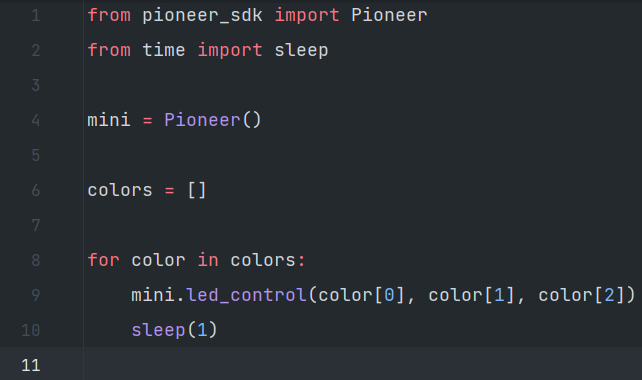 1 from pioneer_sdk import Pioneer
2 from time import sleep
3
4 mini = Pioneer()
5
6 colors = []
7
8 for color in colors:
9     mini.led_control(color[0], color[1], color[2])
10     sleep(1)
11